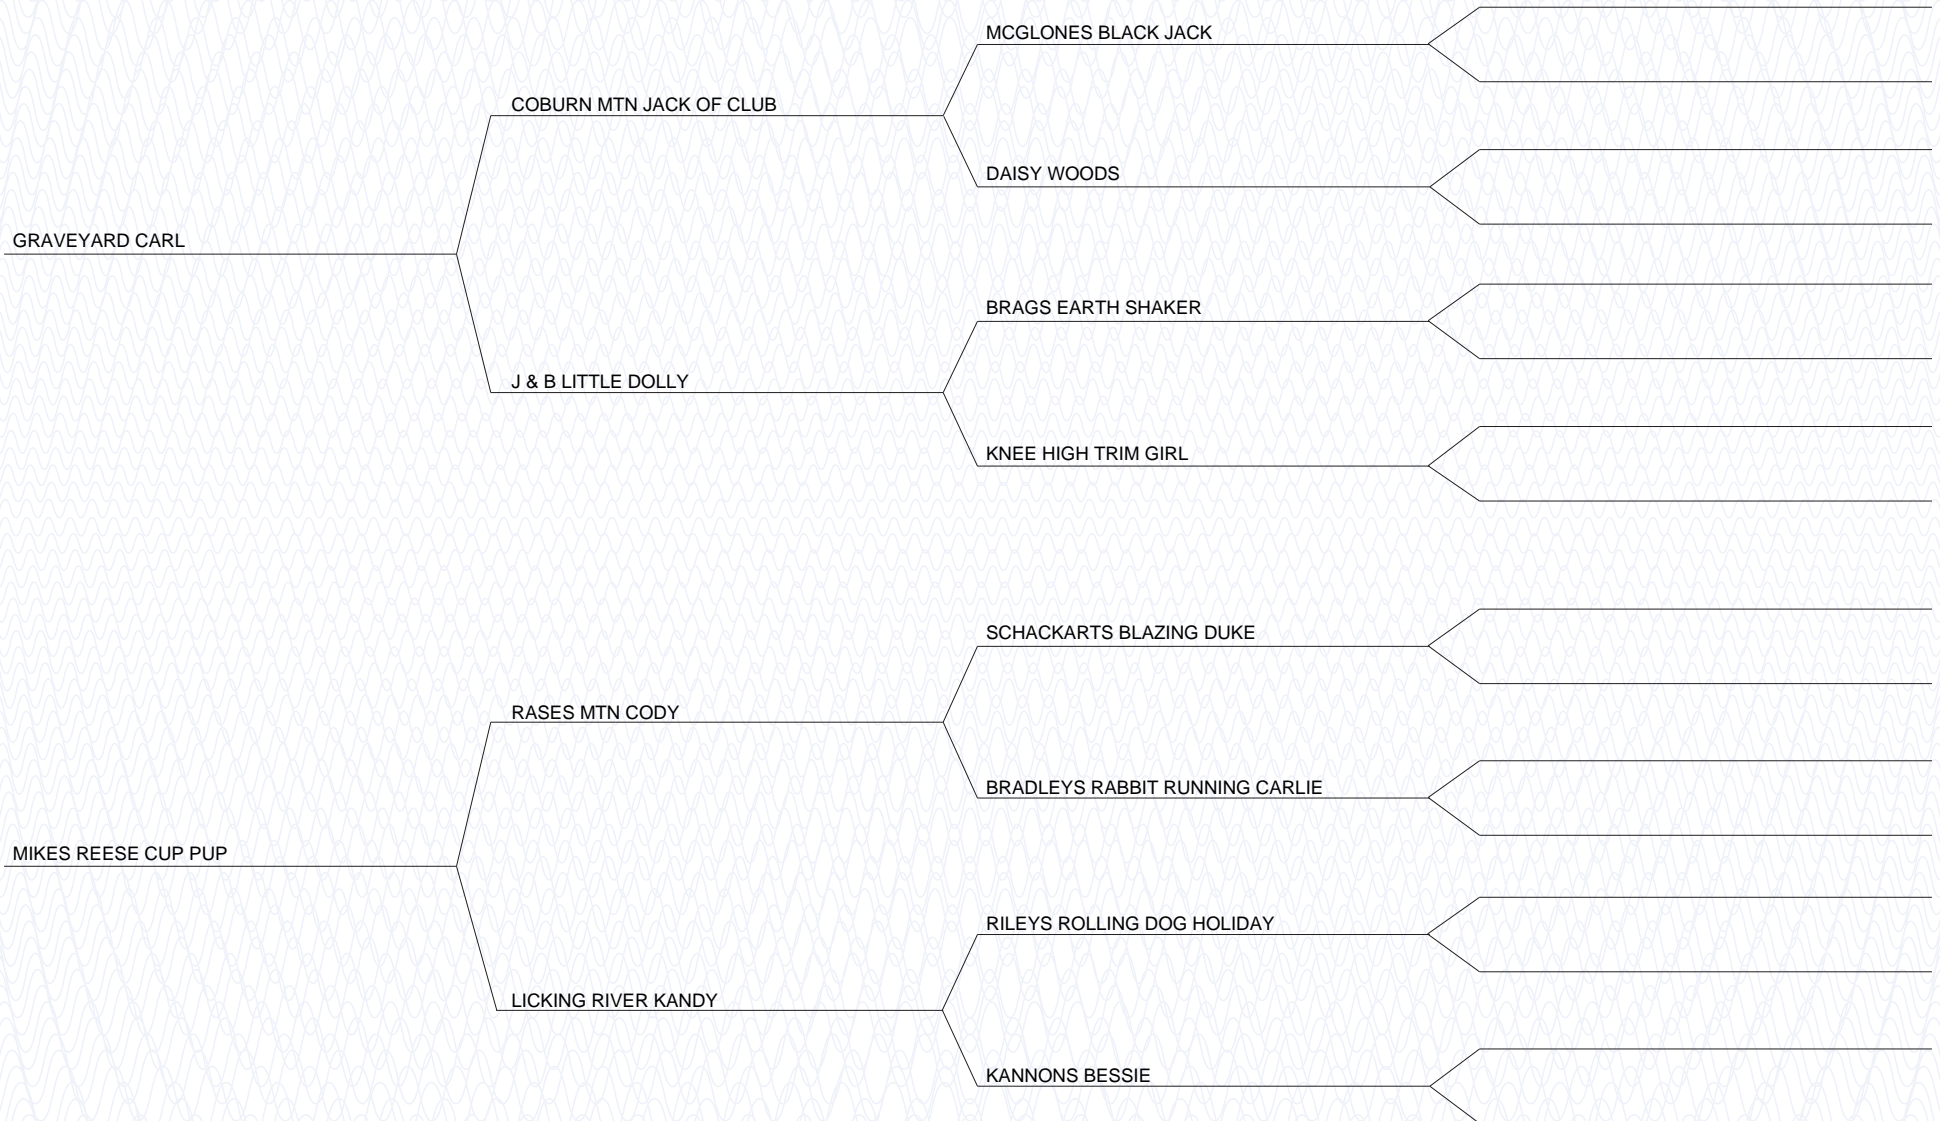 MCGLONES BLACK JACK
COBURN MTN JACK OF CLUB
DAISY WOODS
GRAVEYARD CARL
BRAGS EARTH SHAKER
J & B LITTLE DOLLY
KNEE HIGH TRIM GIRL
SCHACKARTS BLAZING DUKE
RASES MTN CODY
BRADLEYS RABBIT RUNNING CARLIE
MIKES REESE CUP PUP
RILEYS ROLLING DOG HOLIDAY
LICKING RIVER KANDY
KANNONS BESSIE